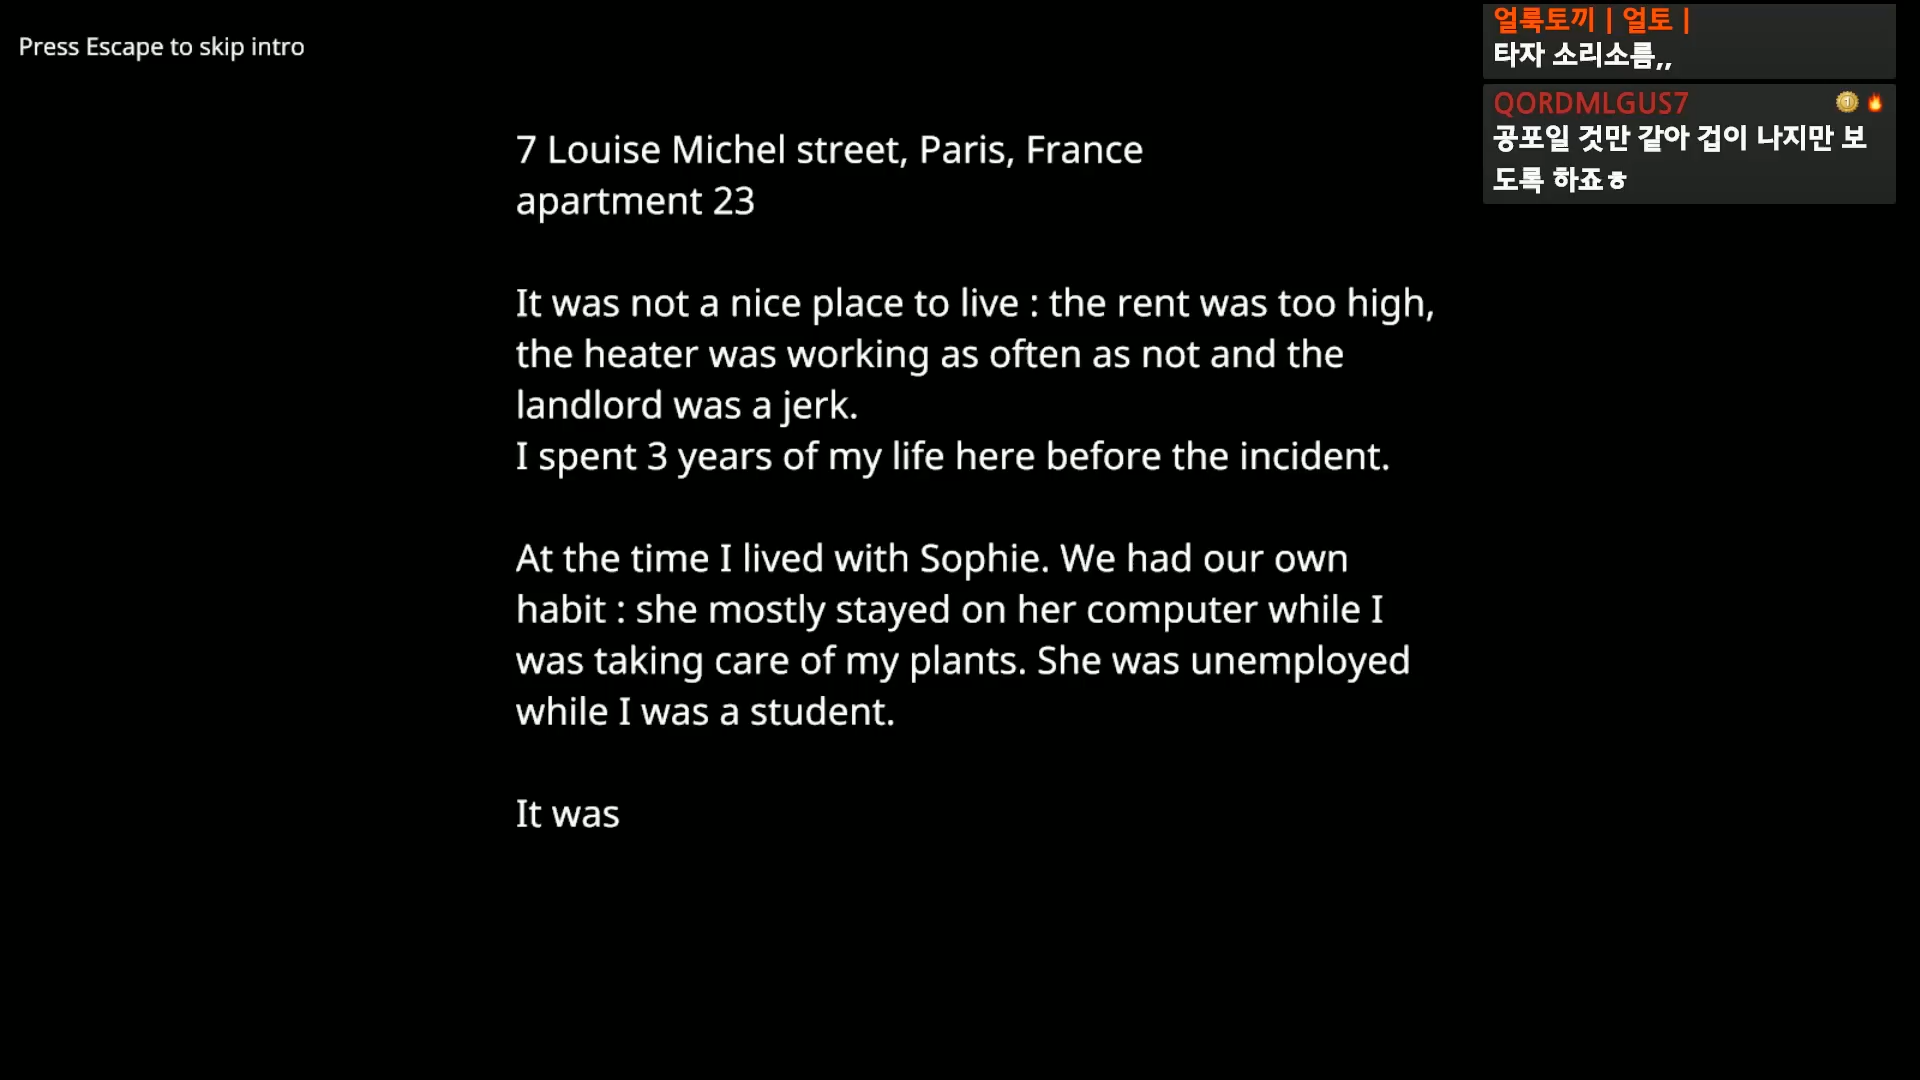 Press Escape to skip intro
얼룩토끼 | 얼토 |
타자 소리소름,,
QORDMLGUS7
공포일 것만 같아 겁이 나지만 보
도록 하죠ㅎ
7 Louise Michel street, Paris, France
apartment 23
It was not a nice place to live : the rent was too high,
the heater was working as often as not and the
landlord was a jerk.
I spent 3 years of my life here before the incident.
At the time I lived with Sophie. We had our own
habit : she mostly stayed on her computer while I
was taking care of my plants. She was unemployed
while I was a student.
It was